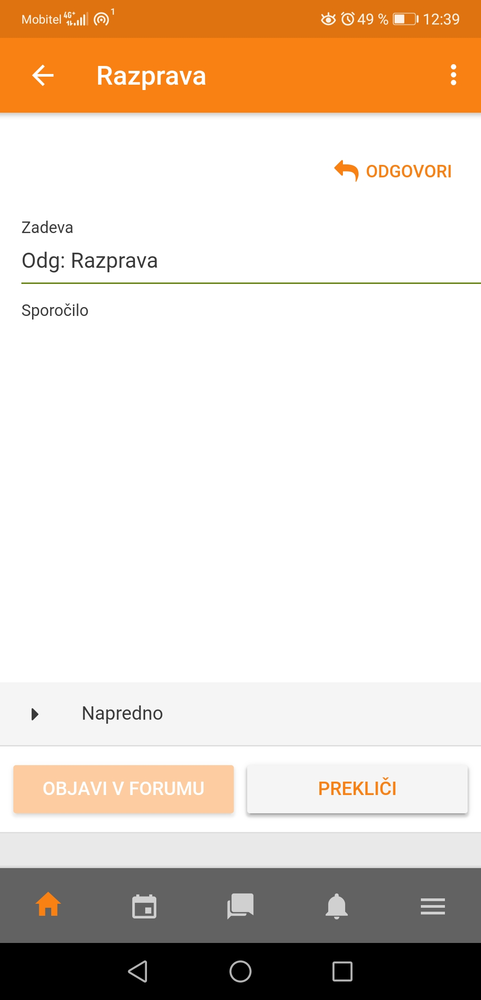 Mobitel 4G+ 1 49 % 12:39
Razprava
ODGOVORI
Zadeva
Odg: Razprava
Sporočilo
Napredno
OBJAVI V FORUMU PREKLIČI